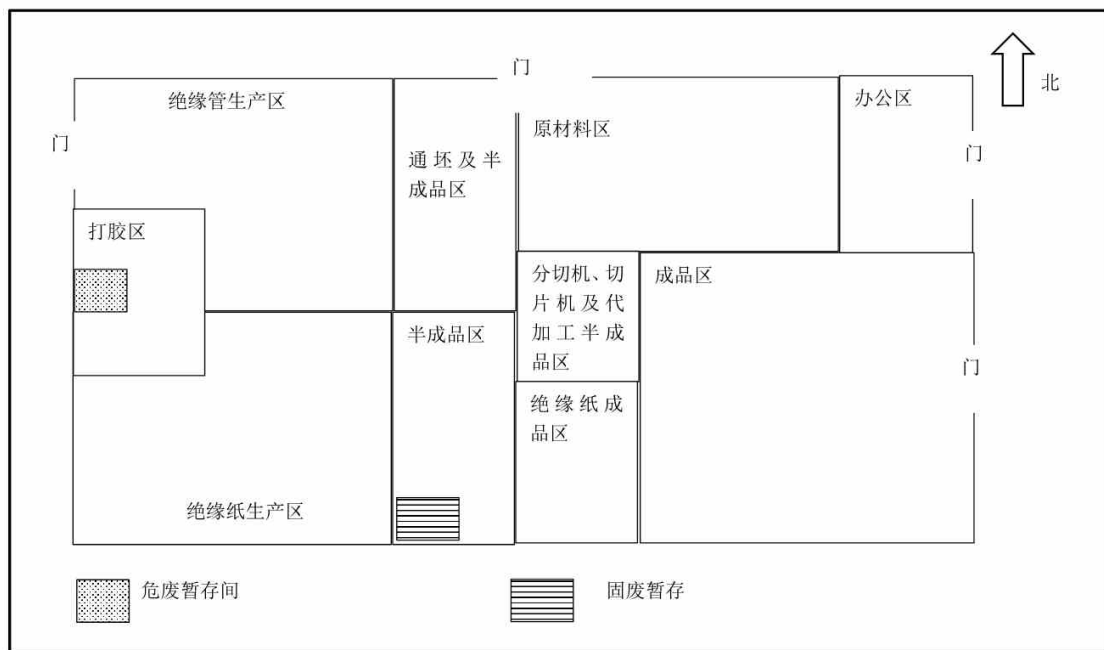 门
北
绝缘管生产区
办公区
门
原材料区
门
通坯及半
成品区
打胶区
分切机、切
片机及代
加工半成
品区
成品区
半成品区
门
绝缘纸成
品区
绝缘纸生产区
危废暂存间
固废暂存